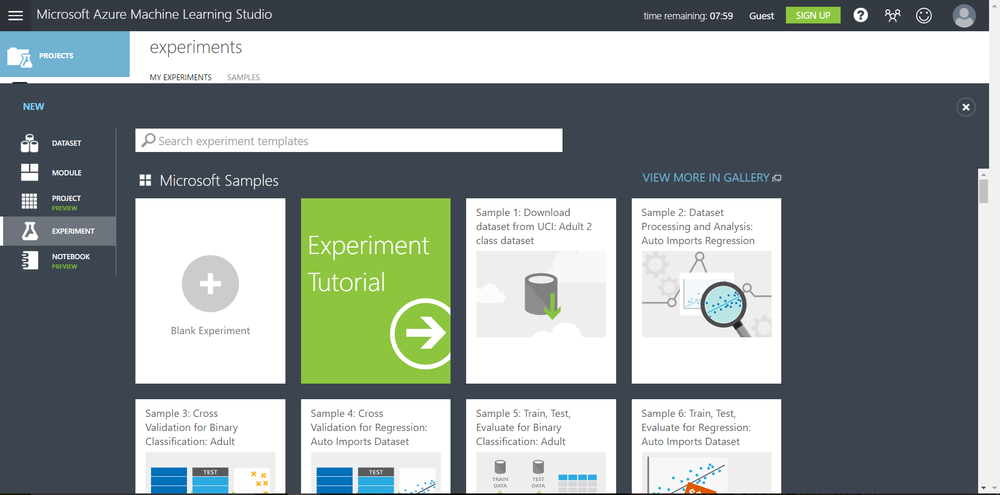 Microsoft Azure Machine Learning Studio
time remaining: 07:59
Guest
SIGN UP
?
PROJECTS
experiments
MY EXPERIMENTS
SAMPLES
NEW
DATASET
MODULE
PROJECT
PREVIEW
EXPERIMENT
NOTEBOOK
PREVIEW
Search experiment templates
Microsoft Samples
VIEW MORE IN GALLERY
Blank Experiment
Experiment
Tutorial
Sample 1: Download
dataset from UCI: Adult 2
class dataset
Sample 2: Dataset
Processing and Analysis:
Auto Imports Regression
Sample 3: Cross
Validation for Binary
Classification: Adult
TEST
Sample 4: Cross
Validation for Regression:
Auto Imports Dataset
TEST
Sample 5: Train, Test,
Evaluate for Binary
Classification: Adult
TRAIN
DATA
TEST
DATA
Sample 6: Train, Test,
Evaluate for Regression:
Auto Imports Dataset